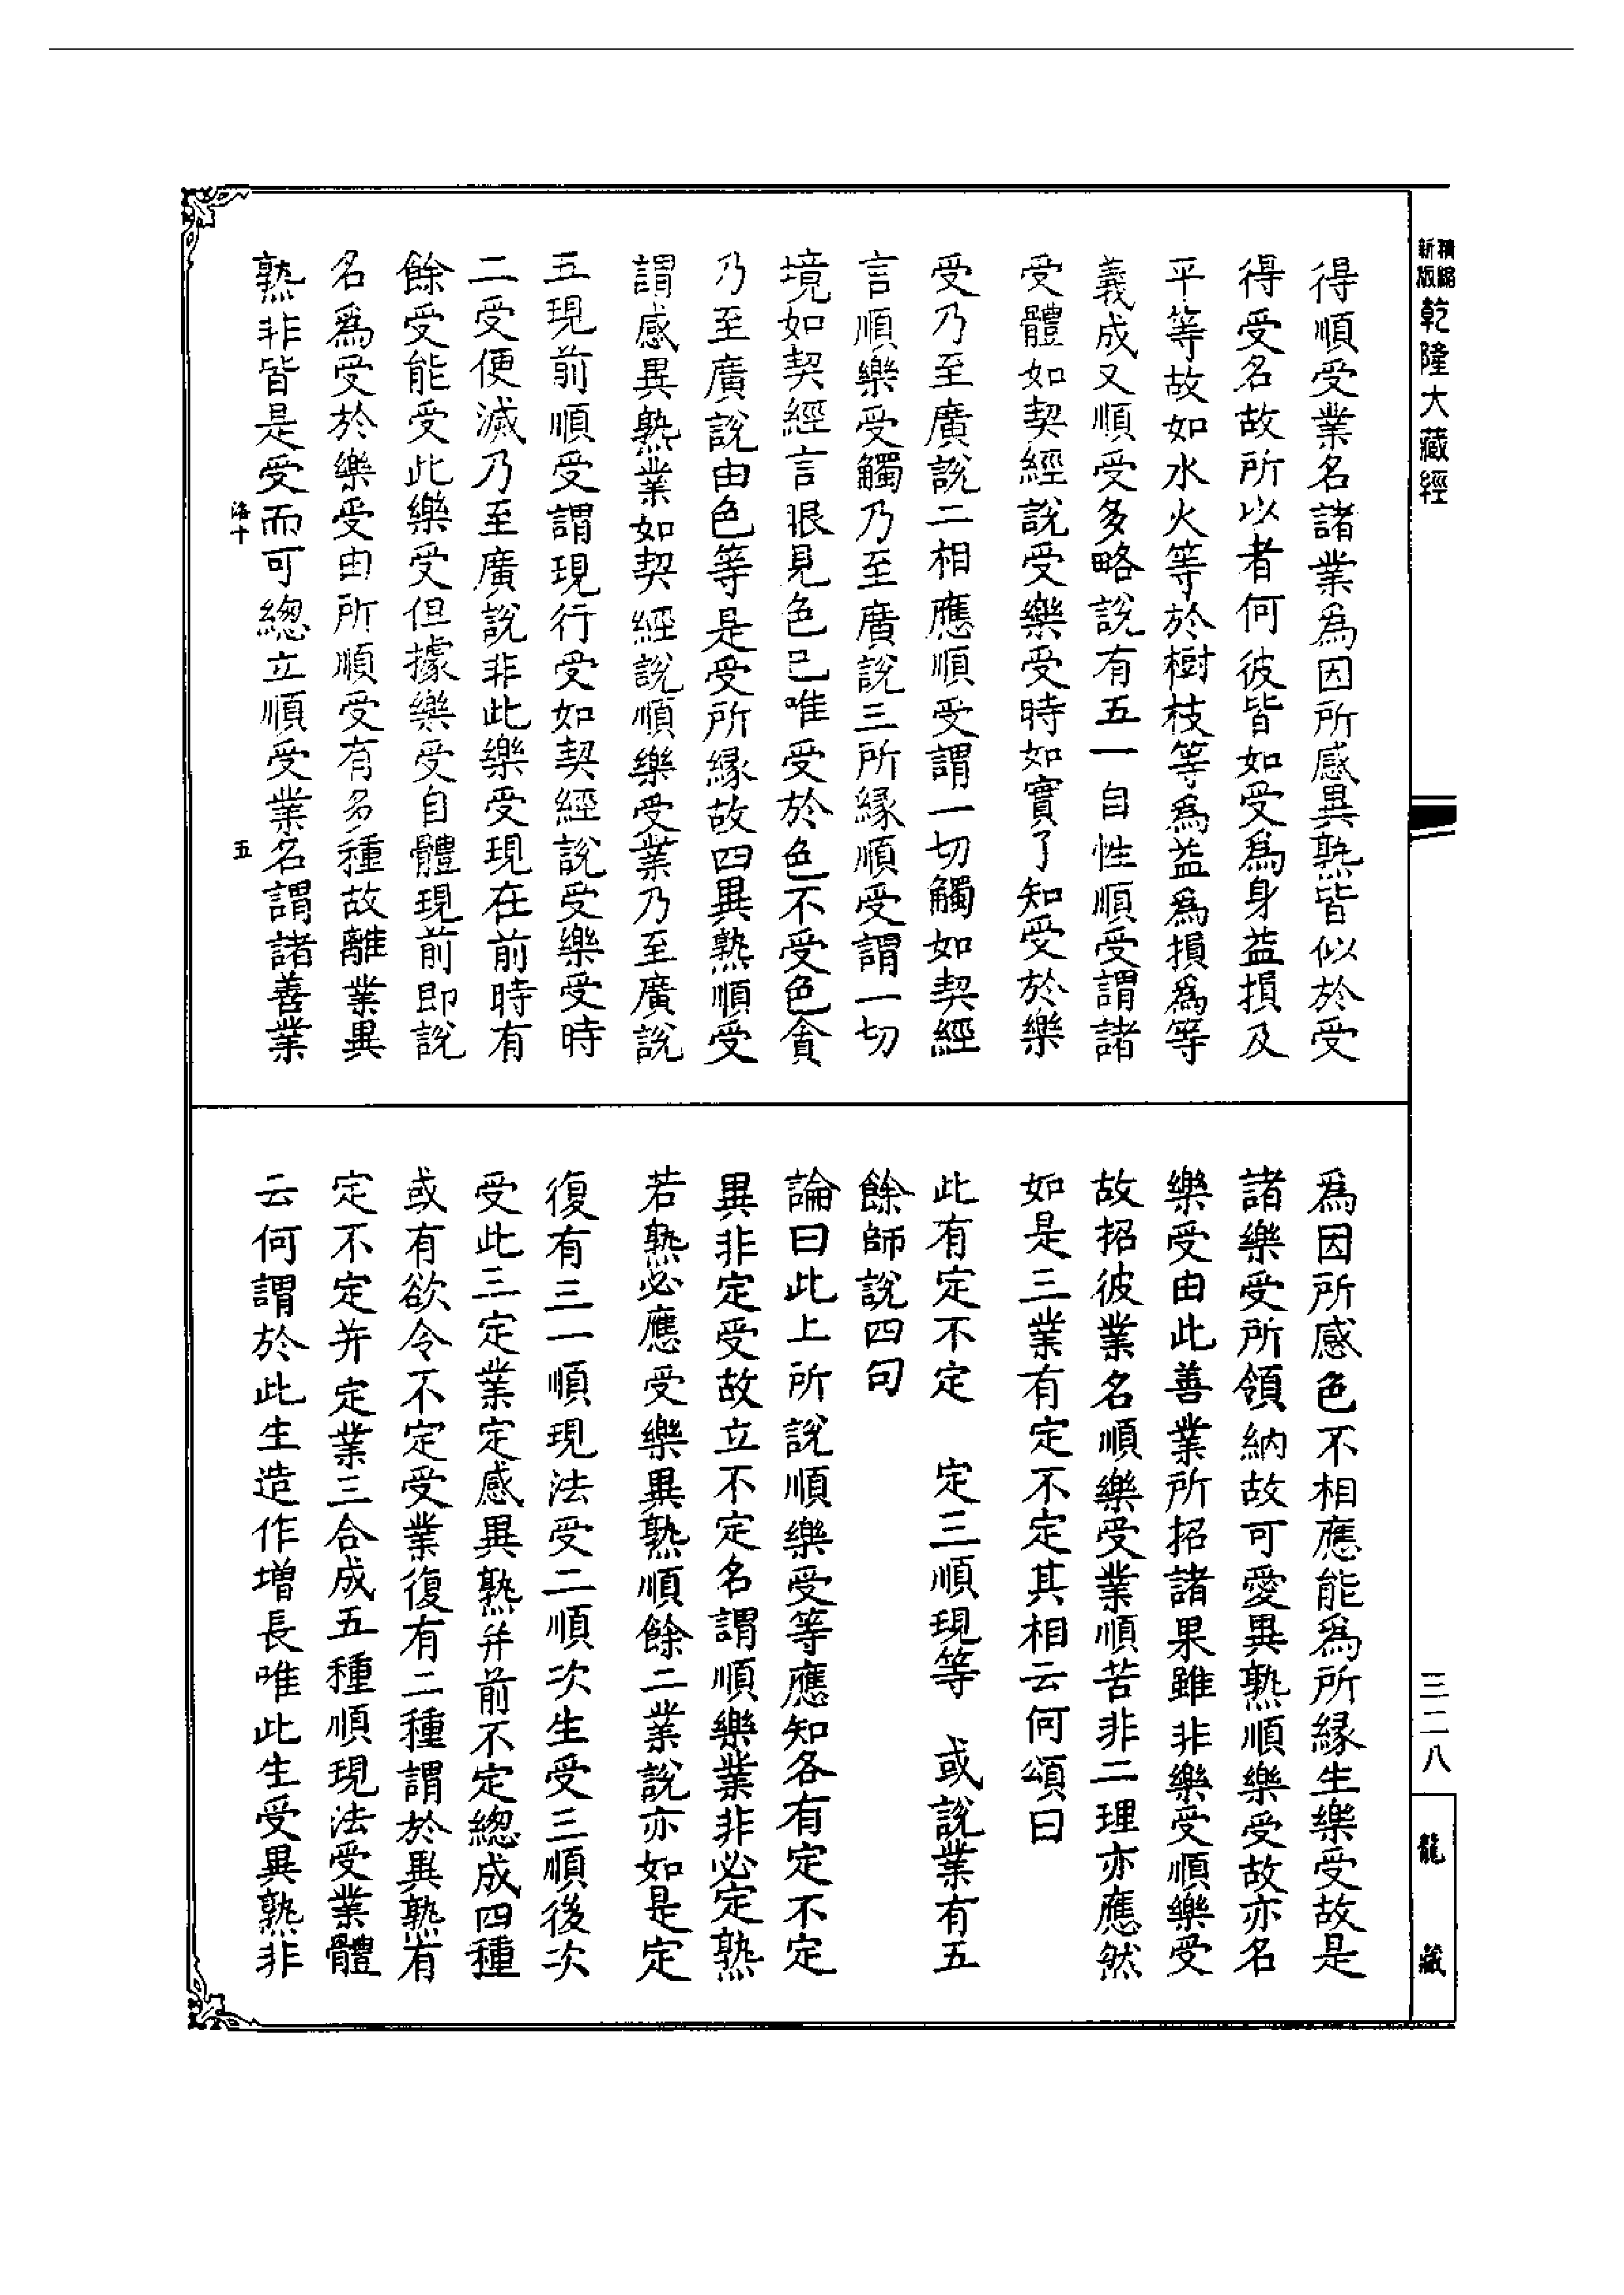 精縮新版乾隆大藏經
三二八
龍藏
得順受業名諸業爲因所感異熟皆似於受
得受名故所以者何彼皆如受爲身益損及
平等故如水火等於樹枝等爲益爲損爲等
義成又順受多略說有五一自性順受謂諸
受體如契經說受樂受時如實了知受於樂
受乃至廣說二相應順受謂一切觸如契經
言順樂受觸乃至廣說三所緣順受謂一切
境如契經言眼見色已唯受於色不受色貪
乃至廣說由色等是受所緣故四異熟順受
謂感異熟業如契經說順樂受業乃至廣說
五現前順受謂現行受如契經說受樂受時
二受便滅乃至廣說非此樂受現在前時有
餘受能受此樂受但據樂受自體現前即說
名爲受於樂受由所順受有多種故離業異
熟非皆是受而可總立順受業名謂諸善業
洛十 五
爲因所感色不相應能爲所緣生樂受故是
諸樂受所領納故可愛異熟順樂受故亦名
樂受由此善業所招諸果雖非樂受順樂受
故招彼業名順樂受業順苦非二理亦應然
如是三業有定不定其相云何頌曰
此有定不定 定三順現等 或說業有五
餘師說四句
論曰此上所說順樂受等應知各有定不定
異非定受故立不定名謂順樂業非必定熟
若熟必應受樂異熟順餘二業說亦如是定
復有三一順現法受二順次生受三順後次
受此三定業定感異熟并前不定總成四種
或有欲令不定受業復有二種謂於異熟有
定不定并定業三合成五種順現法受業體
云何謂於此生造作增長唯此生受異熟非